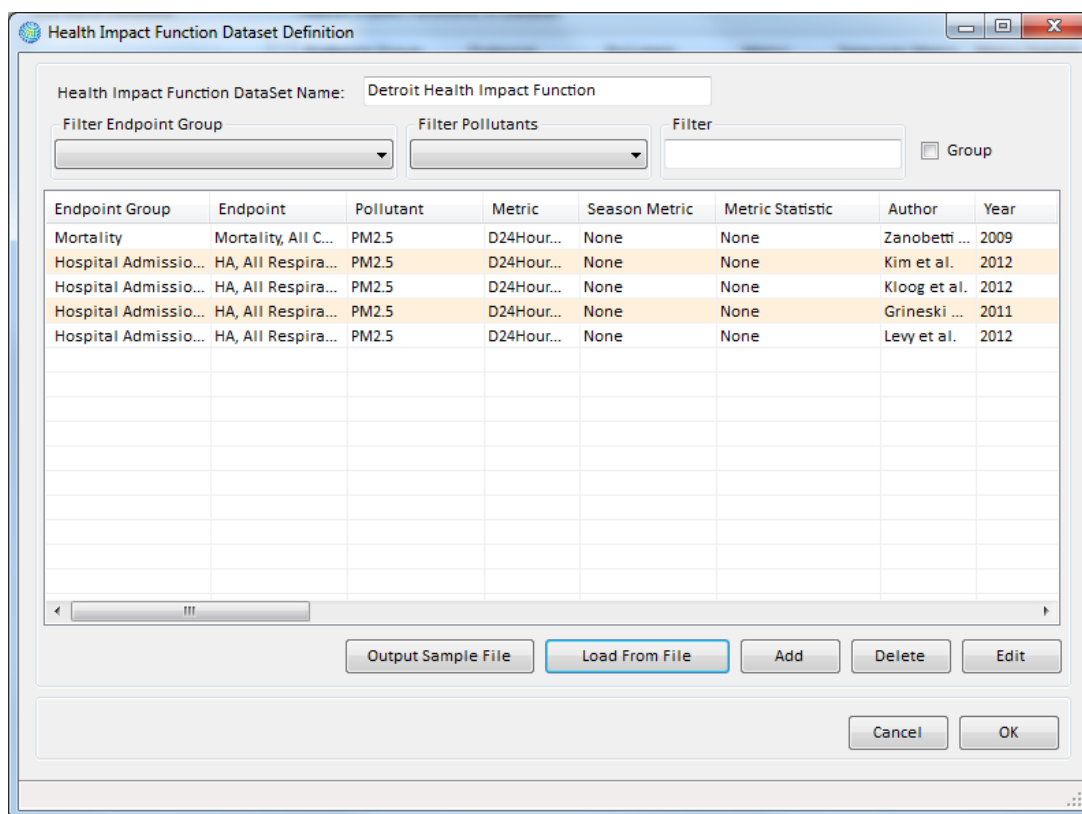 Health Impact Function Dataset Definition
Health Impact Function DataSet Name: Detroit Health Impact Function
Filter Endpoint Group Filter Pollutants Filter
Group
Endpoint Group Endpoint Pollutant Metric Season Metric Metric Statistic Author Year
Mortality Mortality, All C... PM2.5 D24Hour... None None Zanobetti ... 2009
Hospital Admissio... HA, All Respira... PM2.5 D24Hour... None None Kim et al. 2012
Hospital Admissio... HA, All Respira... PM2.5 D24Hour... None None Kloog et al. 2012
Hospital Admissio... HA, All Respira... PM2.5 D24Hour... None None Grineski ... 2011
Hospital Admissio... HA, All Respira... PM2.5 D24Hour... None None Levy et al. 2012
Output Sample File Load From File Add Delete Edit
Cancel OK